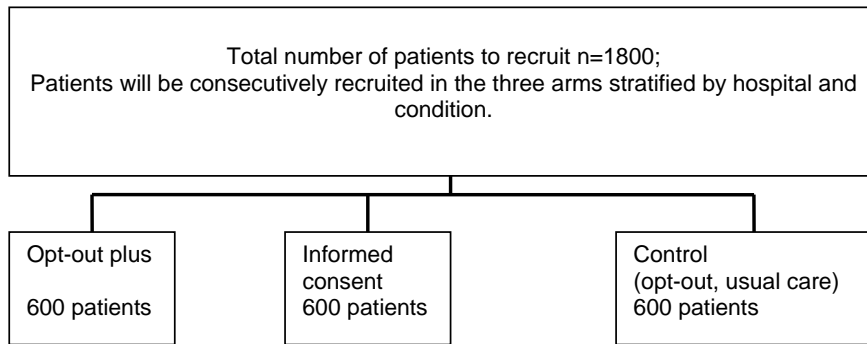 Total number of patients to recruit n=1800;
Patients will be consecutively recruited in the three arms stratified by hospital and
condition.
Opt-out plus
600 patients
Informed
consent
600 patients
Control
(opt-out, usual care)
600 patients